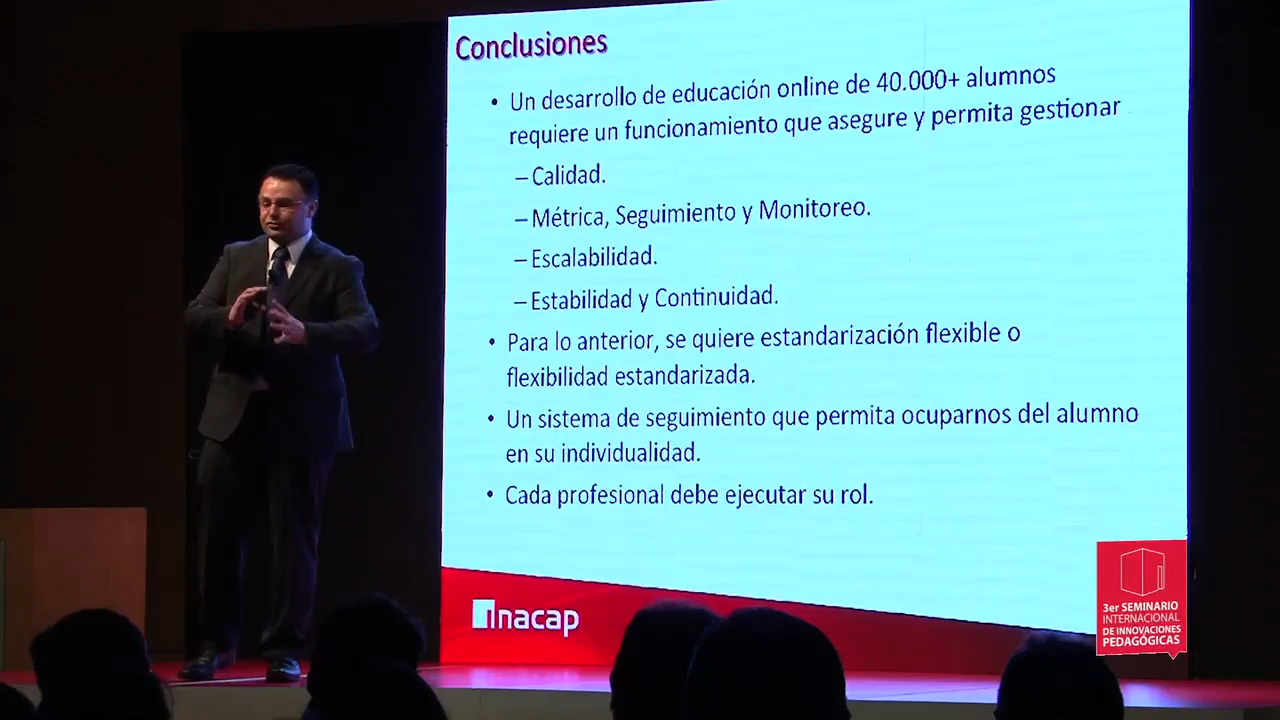 Conclusiones
• Un desarrollo de educación online de 40.000+ alumnos
requiere un funcionamiento que asegure y permita gestionar
– Calidad.
– Métrica, Seguimiento y Monitoreo.
– Escalabilidad.
– Estabilidad y Continuidad.
• Para lo anterior, se quiere estandarización flexible o
flexibilidad estandarizada.
• Un sistema de seguimiento que permita ocuparnos del alumno
en su individualidad.
• Cada profesional debe ejecutar su rol.
Inacap
3er SEMINARIO
INTERNACIONAL
DE INNOVACIONES
PEDAGÓGICAS